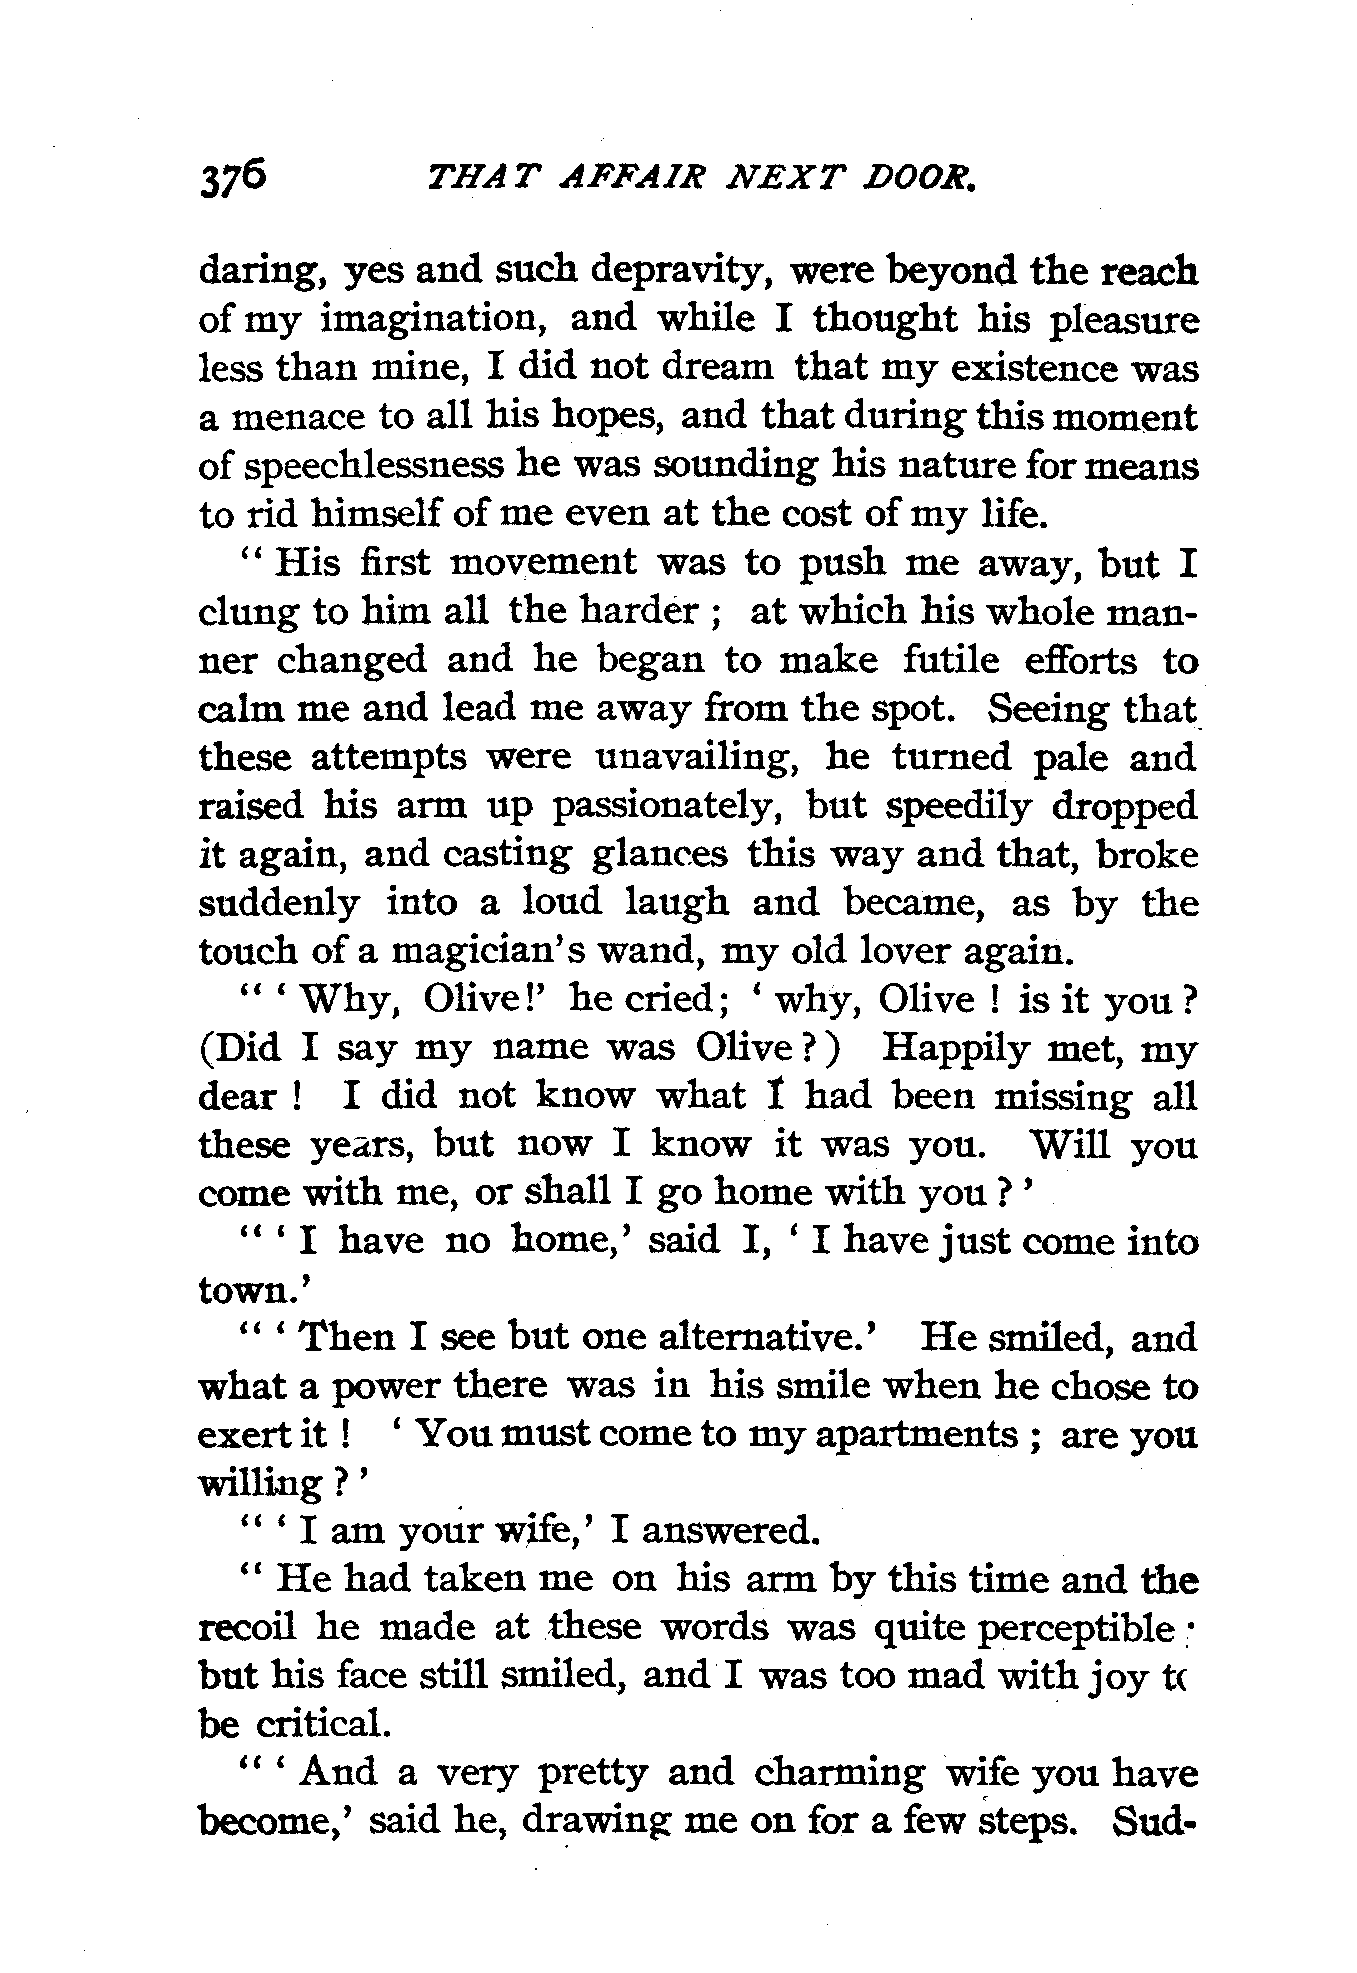 376 THAT AFFAIR NEXT DOOR.
daring, yes and such depravity, were beyond the reach
of my imagination, and while I thought his pleasure
less than mine, I did not dream that my existence was
a menace to all his hopes, and that during this moment
of speechlessness he was sounding his nature for means
to rid himself of me even at the cost of my life.
" His first movement was to push me away, but I
clung to him all the harder ; at which his whole man-
ner changed and he began to make futile efforts to
calm me and lead me away from the spot. Seeing that
these attempts were unavailing, he turned pale and
raised his arm up passionately, but speedily dropped
it again, and casting glances this way and that, broke
suddenly into a loud laugh and became, as by the
touch of a magician's wand, my old lover again.
" ' Why, Olive!' he cried; ' why, Olive ! is it you ?
(Did I say my name was Olive ?) Happily met, my
dear ! I did not know what I had been missing all
these years, but now I know it was you. Will you
come with me, or shall I go home with you ? '
" ' I have no home,' said I, ' I have just come into
town.'
" ' Then I see but one alternative.' He smiled, and
what a power there was in his smile when he chose to
exert it ! ' You must come to my apartments ; are you
willing ? '
" ' I am your wife,' I answered.
" He had taken me on his arm by this time and the
recoil he made at these words was quite perceptible ;
but his face still smiled, and I was too mad with joy to
be critical.
" ' And a very pretty and charming wife you have
become,' said he, drawing me on for a few steps. Sud-